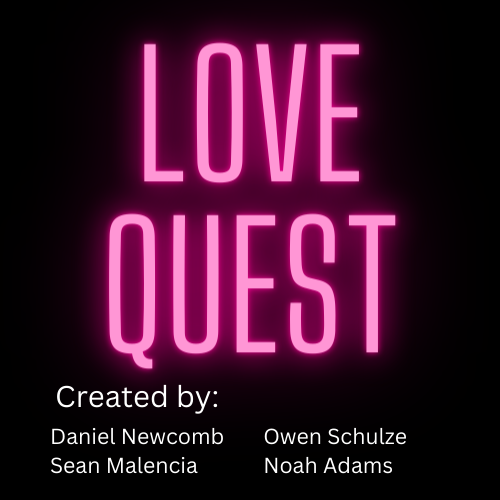 LOVE
QUEST
Created by:
Daniel Newcomb
Sean Malencia
Owen Schulze
Noah Adams